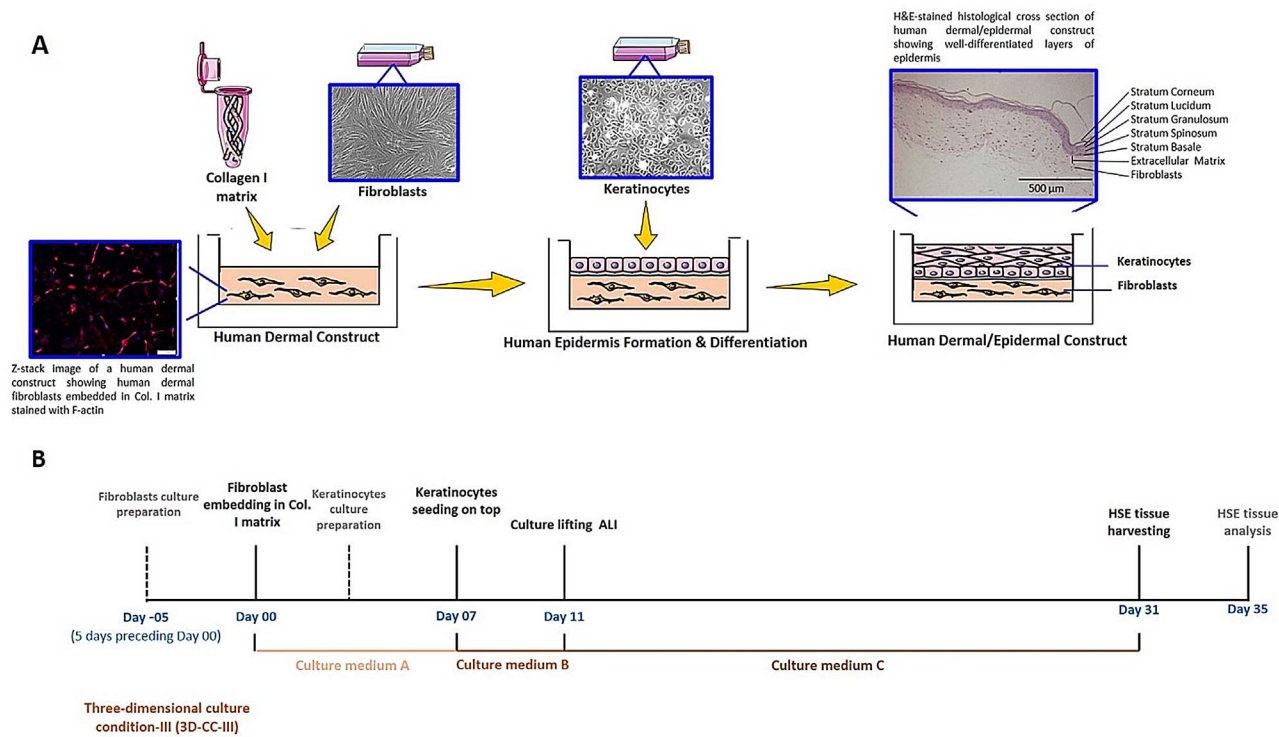 A
Collagen I
matrix
Fibroblasts
Keratinocytes
H&E-stained histological cross section of
human dermal/epidermal construct
showing well-differentiated layers of
epidermis
Stratum Corneum
Stratum Lucidum
Stratum Granulosum
Stratum Spinosum
Stratum Basale
Extracellular Matrix
Fibroblasts
500 µm
Keratinocytes
Fibroblasts
Human Dermal Construct
Human Epidermis Formation & Differentiation
Human Dermal/Epidermal Construct
Z-stack image of a human dermal
construct showing human dermal
fibroblasts embedded in Col. I matrix
stained with F-actin
B
Fibroblasts culture
preparation
Fibroblast
embedding in Col.
I matrix
Keratinocytes
culture
preparation
Keratinocytes
seeding on top
Culture lifting ALI
HSE tissue
harvesting
HSE tissue
analysis
Day -05
(5 days preceding Day 00)
Day 00
Day 07
Day 11
Day 31
Day 35
Culture medium A
Culture medium B
Culture medium C
Three-dimensional culture
condition-III (3D-CC-III)